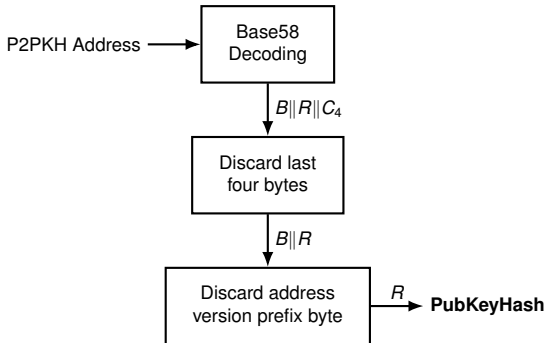 Base58
P2PKH Address
Decoding
B∥R∥C₄
Discard last
four bytes
B∥R
Discard address
R
PubKeyHash
version prefix byte